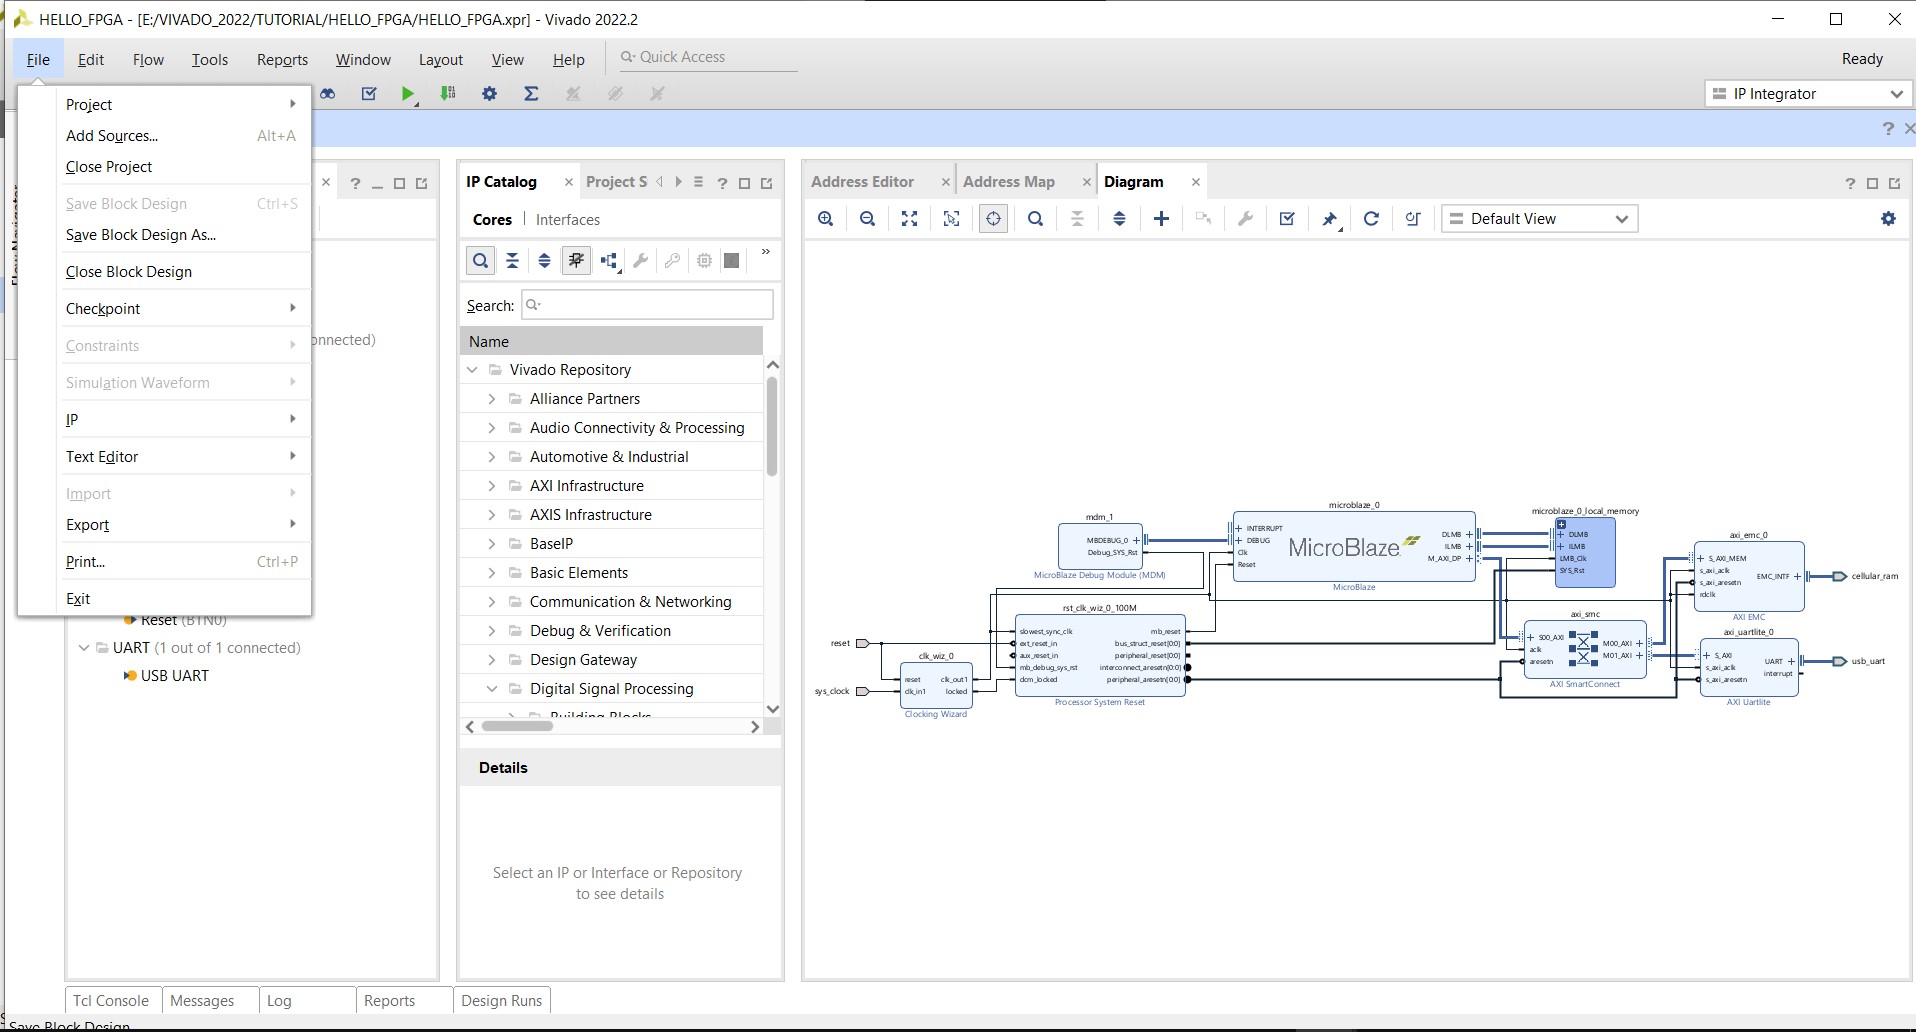 HELLO_FPGA - [E:/VIVADO_2022/TUTORIAL/HELLO_FPGA/HELLO_FPGA.xpr] - Vivado 2022.2
File Edit Flow Tools Reports Window Layout View Help Quick Access Ready
IP Integrator
Project
Add Sources... Alt+A
Close Project
Save Block Design Ctrl+S
Save Block Design As...
Close Block Design
Checkpoint
Constraints
Simulation Waveform
IP
Text Editor
Import
Export
Print... Ctrl+P
Exit
onnected)
Reset (BTN0)
UART (1 out of 1 connected)
USB UART
IP Catalog Project S
Cores Interfaces
Search:
Name
Vivado Repository
Alliance Partners
Audio Connectivity & Processing
Automotive & Industrial
AXI Infrastructure
AXIS Infrastructure
BaseIP
Basic Elements
Communication & Networking
Debug & Verification
Design Gateway
Digital Signal Processing
Building Blocks
Details
Select an IP or Interface or Repository
to see details
Address Editor Address Map Diagram
Default View
mdm_1
MBDEBUG_0
Debug_SYS_Rst
MicroBlaze Debug Module (MDM)
microblaze_0
INTERRUPT
DEBUG
Clk
Reset
MicroBlaze
DLMB
ILMB
M_AXI_DP
MicroBlaze
microblaze_0_local_memory
DLMB
ILMB
LMB_Clk
SYS_Rst
axi_emc_0
S_AXI_MEM
s_axi_aclk
s_axi_aresetn
rdclk
EMC_INTF
AXI EMC
cellular_ram
rst_clk_wiz_0_100M
slowest_sync_clk
ext_reset_in
aux_reset_in
mb_debug_sys_rst
dcm_locked
mb_reset
bus_struct_reset[0:0]
peripheral_reset[0:0]
interconnect_aresetn[0:0]
peripheral_aresetn[0:0]
Processor System Reset
axi_smc
S00_AXI
aclk
aresetn
M00_AXI
M01_AXI
AXI SmartConnect
axi_uartlite_0
S_AXI
s_axi_aclk
s_axi_aresetn
UART
interrupt
AXI Uartlite
usb_uart
reset
sys_clock
clk_wiz_0
reset
clk_in1
clk_out1
locked
Clocking Wizard
Tcl Console Messages Log Reports Design Runs
Save Block Design